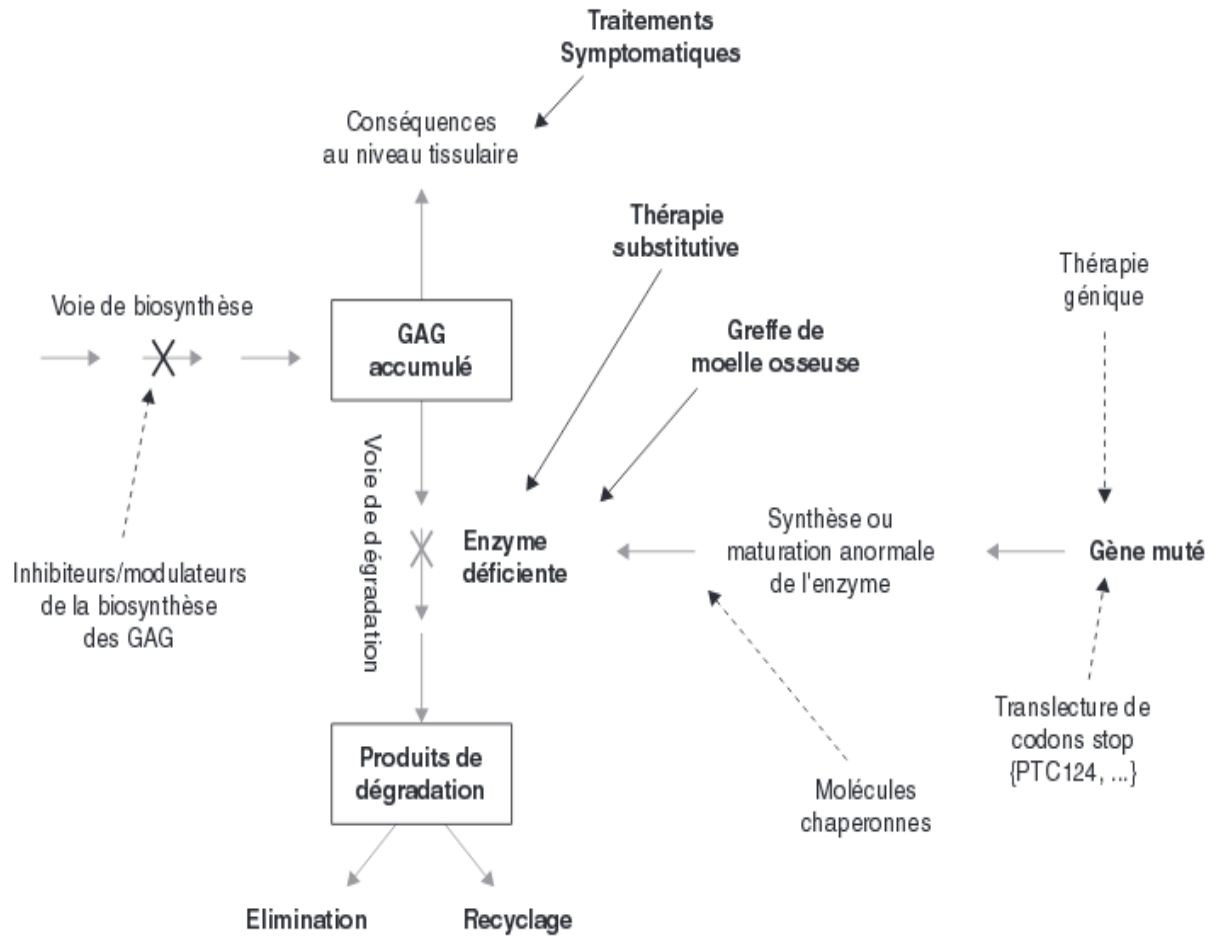 Traitements
Symptomatiques
Conséquences
au niveau tissulaire
Thérapie
substitutive
Thérapie
génique
Voie de biosynthèse
GAG
accumulé
Greffe de
moelle osseuse
Voie de dégradation
Enzyme
déficiente
Synthèse ou
maturation anormale
de l'enzyme
Gène muté
Inhibiteurs/modulateurs
de la biosynthèse
des GAG
Translecture de
codons stop
{PTC124, ...}
Produits de
dégradation
Molécules
chaperonnes
Elimination
Recyclage